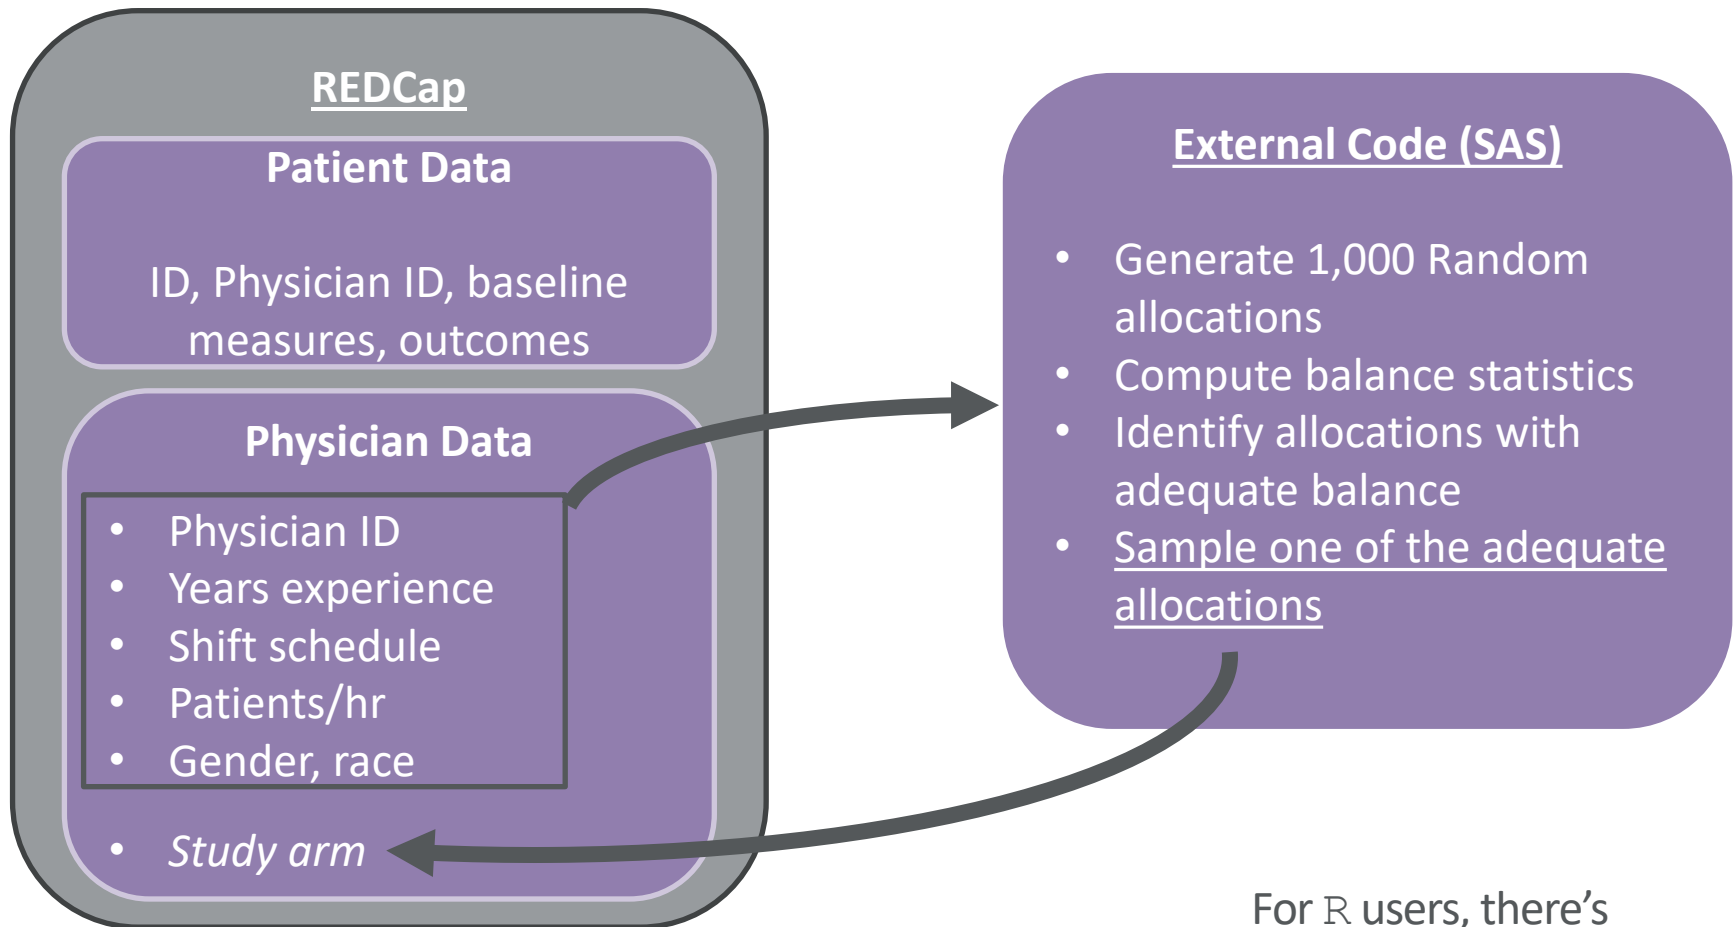 REDCap
Patient Data
ID, Physician ID, baseline
measures, outcomes
Physician Data
• Physician ID
• Years experience
• Shift schedule
• Patients/hr
• Gender, race
• Study arm
External Code (SAS)
• Generate 1,000 Random
allocations
• Compute balance statistics
• Identify allocations with
adequate balance
• Sample one of the adequate
allocations
For R users, there’s